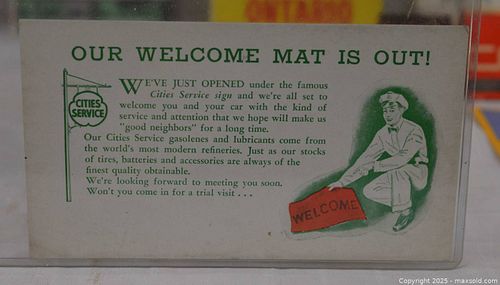 ONTARIO
OUR WELCOME MAT IS OUT!
WE'VE JUST OPENED under the famous
Cities Service sign and we're all set to
welcome you and your car with the kind of
service and attention that we hope will make us
"good neighbors" for a long time.
Our Cities Service gasolenes and lubricants come from
the world's most modern refineries. Just as our stocks
of tires, batteries and accessories are always of the
finest quality obtainable.
We're looking forward to meeting you soon.
Won't you come in for a trial visit . . .
CITIES
SERVICE
WELCOME
Copyright 2025 - maxsold.com